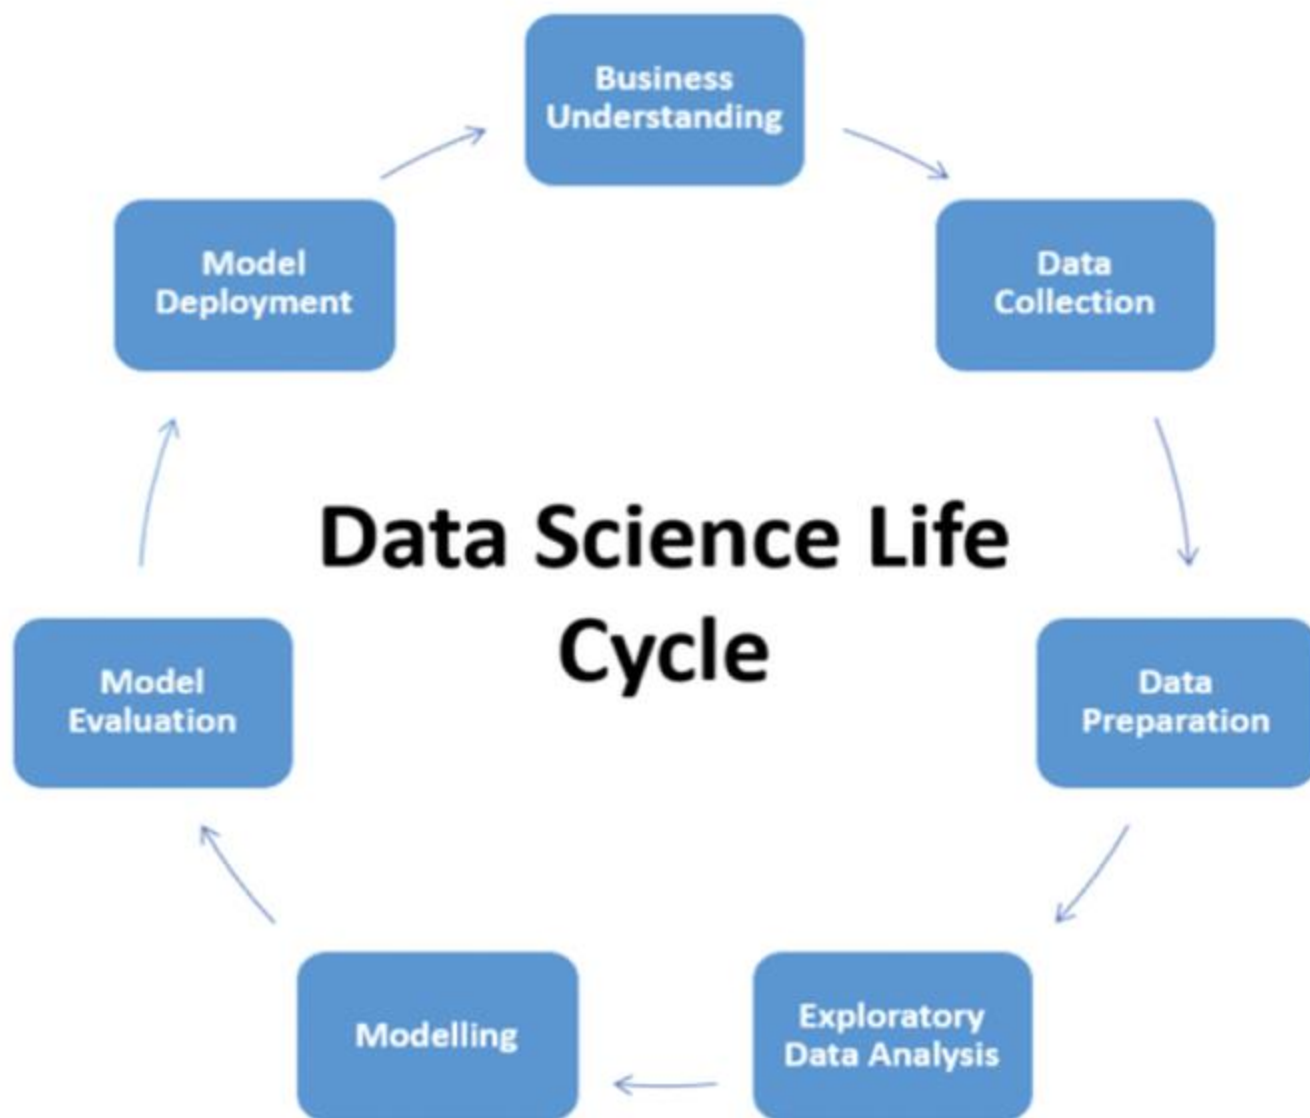 Business
Understanding
Data
Collection
Data
Preparation
Exploratory
Data Analysis
Modelling
Model
Evaluation
Model
Deployment
Data Science Life
Cycle